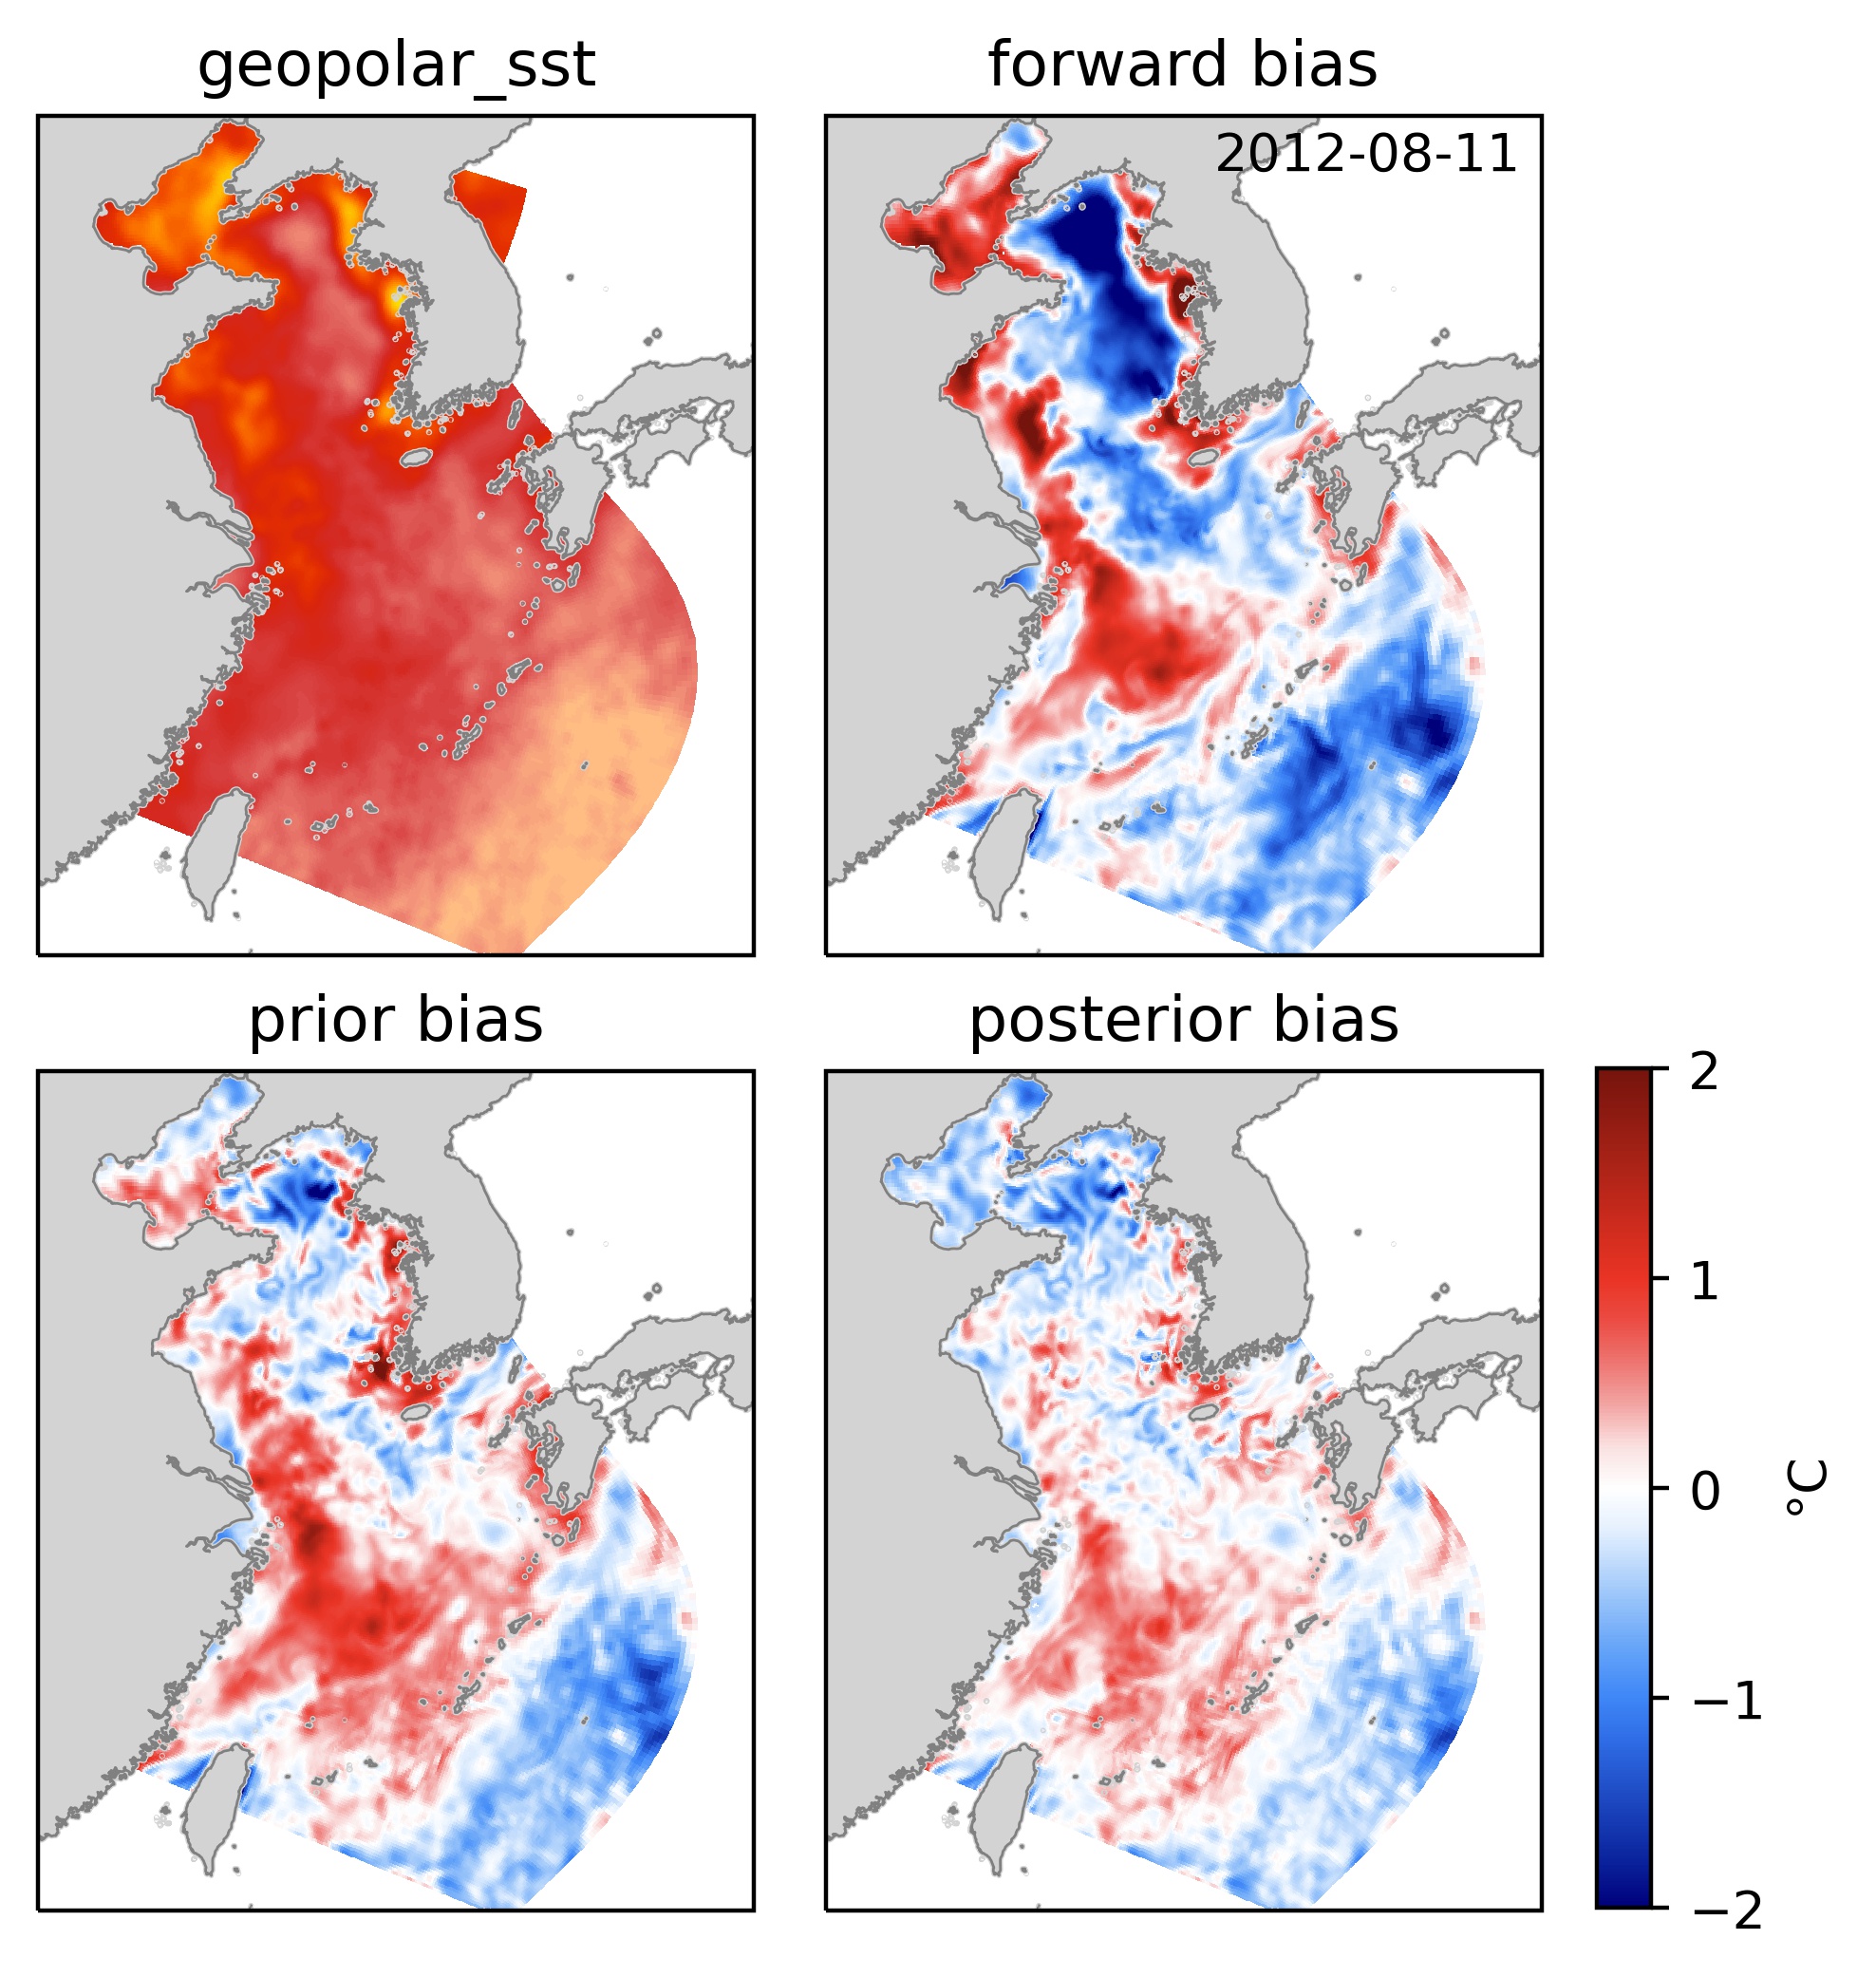 geopolar_sst
forward bias
2012-08-11
prior bias
posterior bias
2
1
0
−1
−2
°C